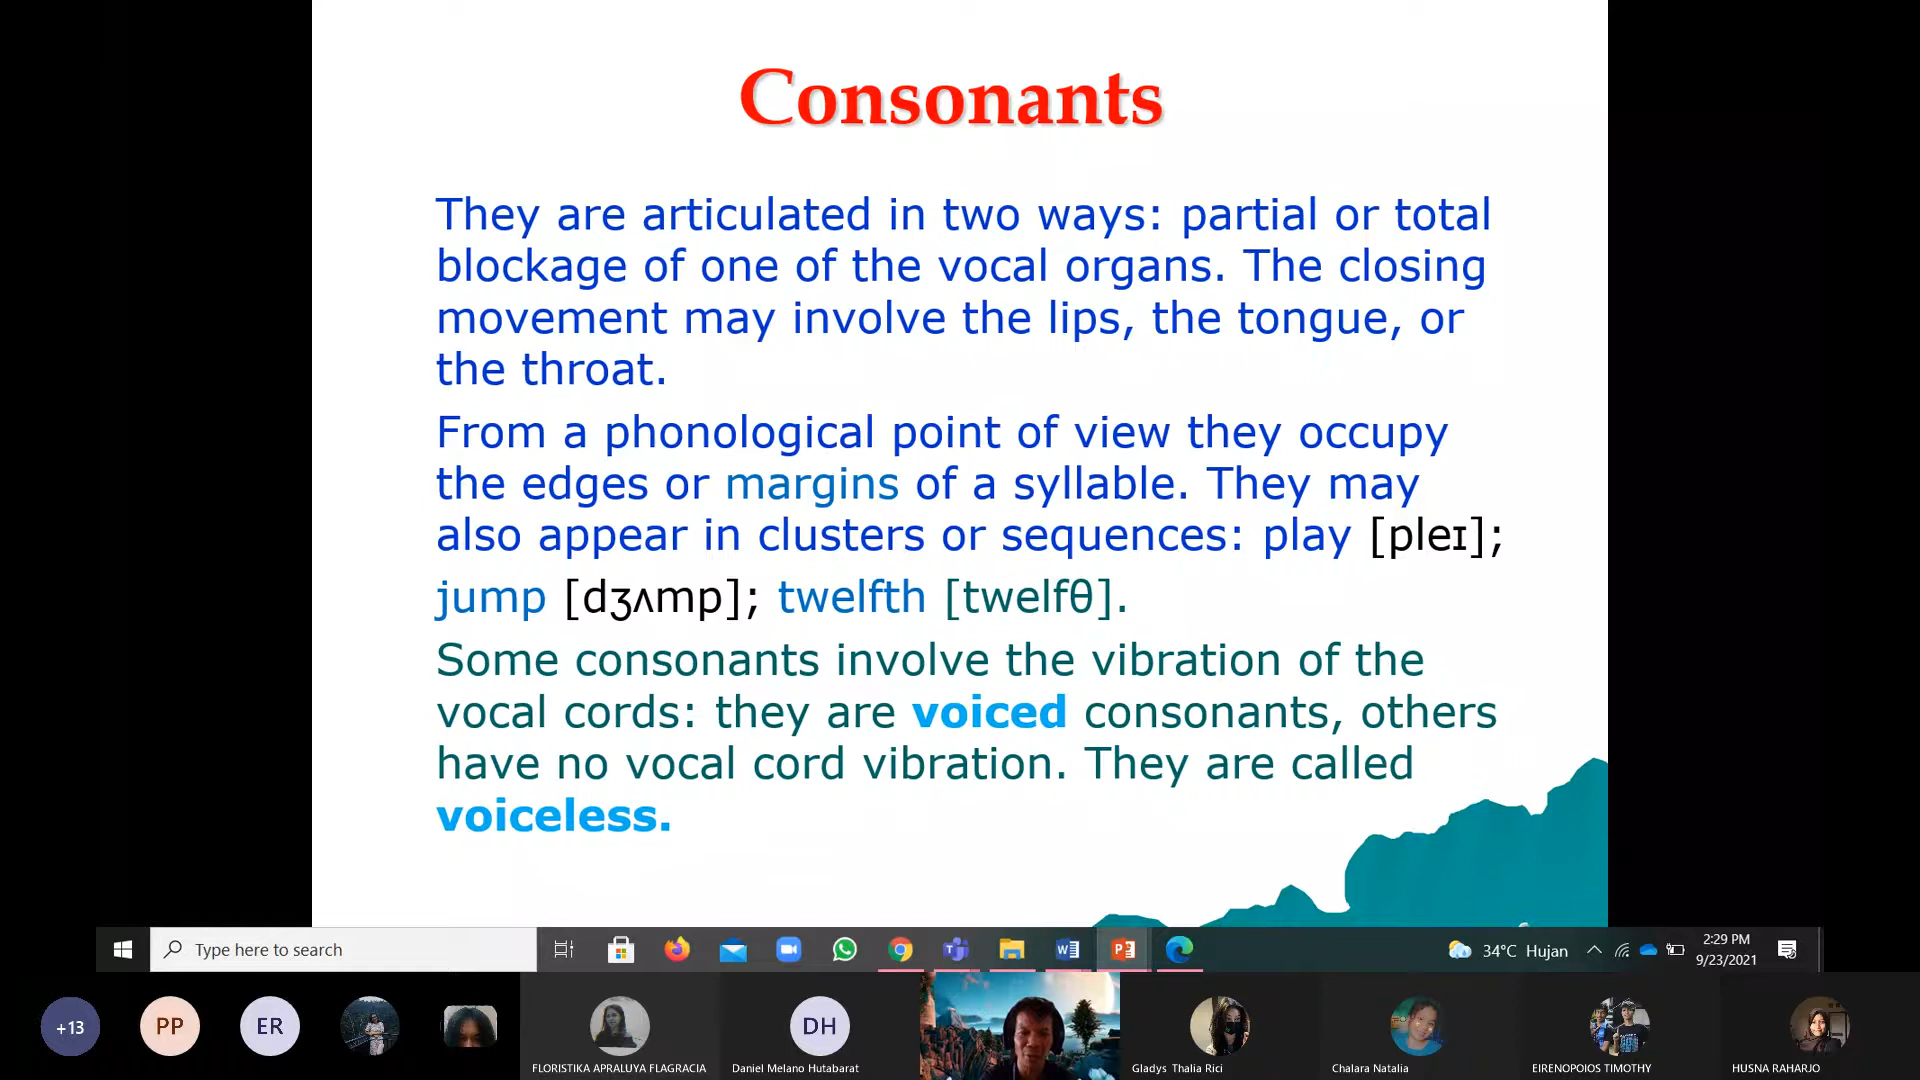 Consonants
They are articulated in two ways: partial or total
blockage of one of the vocal organs. The closing
movement may involve the lips, the tongue, or
the throat.
From a phonological point of view they occupy
the edges or margins of a syllable. They may
also appear in clusters or sequences: play [pleɪ];
jump [dʒʌmp]; twelfth [twelfθ].
Some consonants involve the vibration of the
vocal cords: they are voiced consonants, others
have no vocal cord vibration. They are called
voiceless.
Type here to search
34°C Hujan
2:29 PM
9/23/2021
+13
PP
ER
DH
FLORISTIKA APRALUYA FLAGRACIA
Daniel Melano Hutabarat
Gladys Thalia Rici
Chalara Natalia
EIRENOPOIOS TIMOTHY
HUSNA RAHARJO